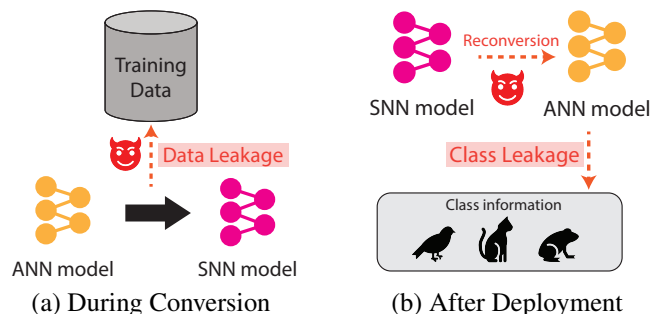 Training
Data
Data Leakage
ANN model
SNN model
(a) During Conversion
Reconversion
SNN model
ANN model
Class Leakage
Class information
(b) After Deployment